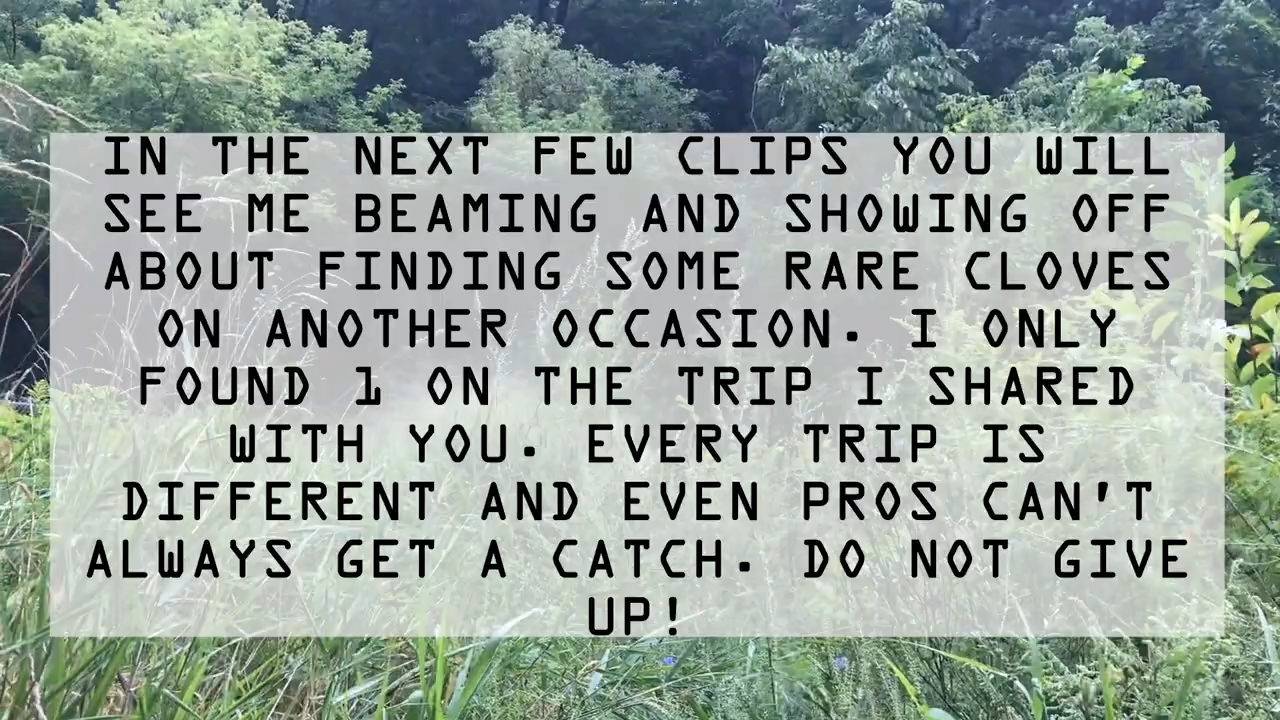 IN THE NEXT FEW CLIPS YOU WILL
SEE ME BEAMING AND SHOWING OFF
ABOUT FINDING SOME RARE CLOVES
ON ANOTHER OCCASION. I ONLY
FOUND 1 ON THE TRIP I SHARED
WITH YOU. EVERY TRIP IS
DIFFERENT AND EVEN PROS CAN'T
ALWAYS GET A CATCH. DO NOT GIVE
UP!